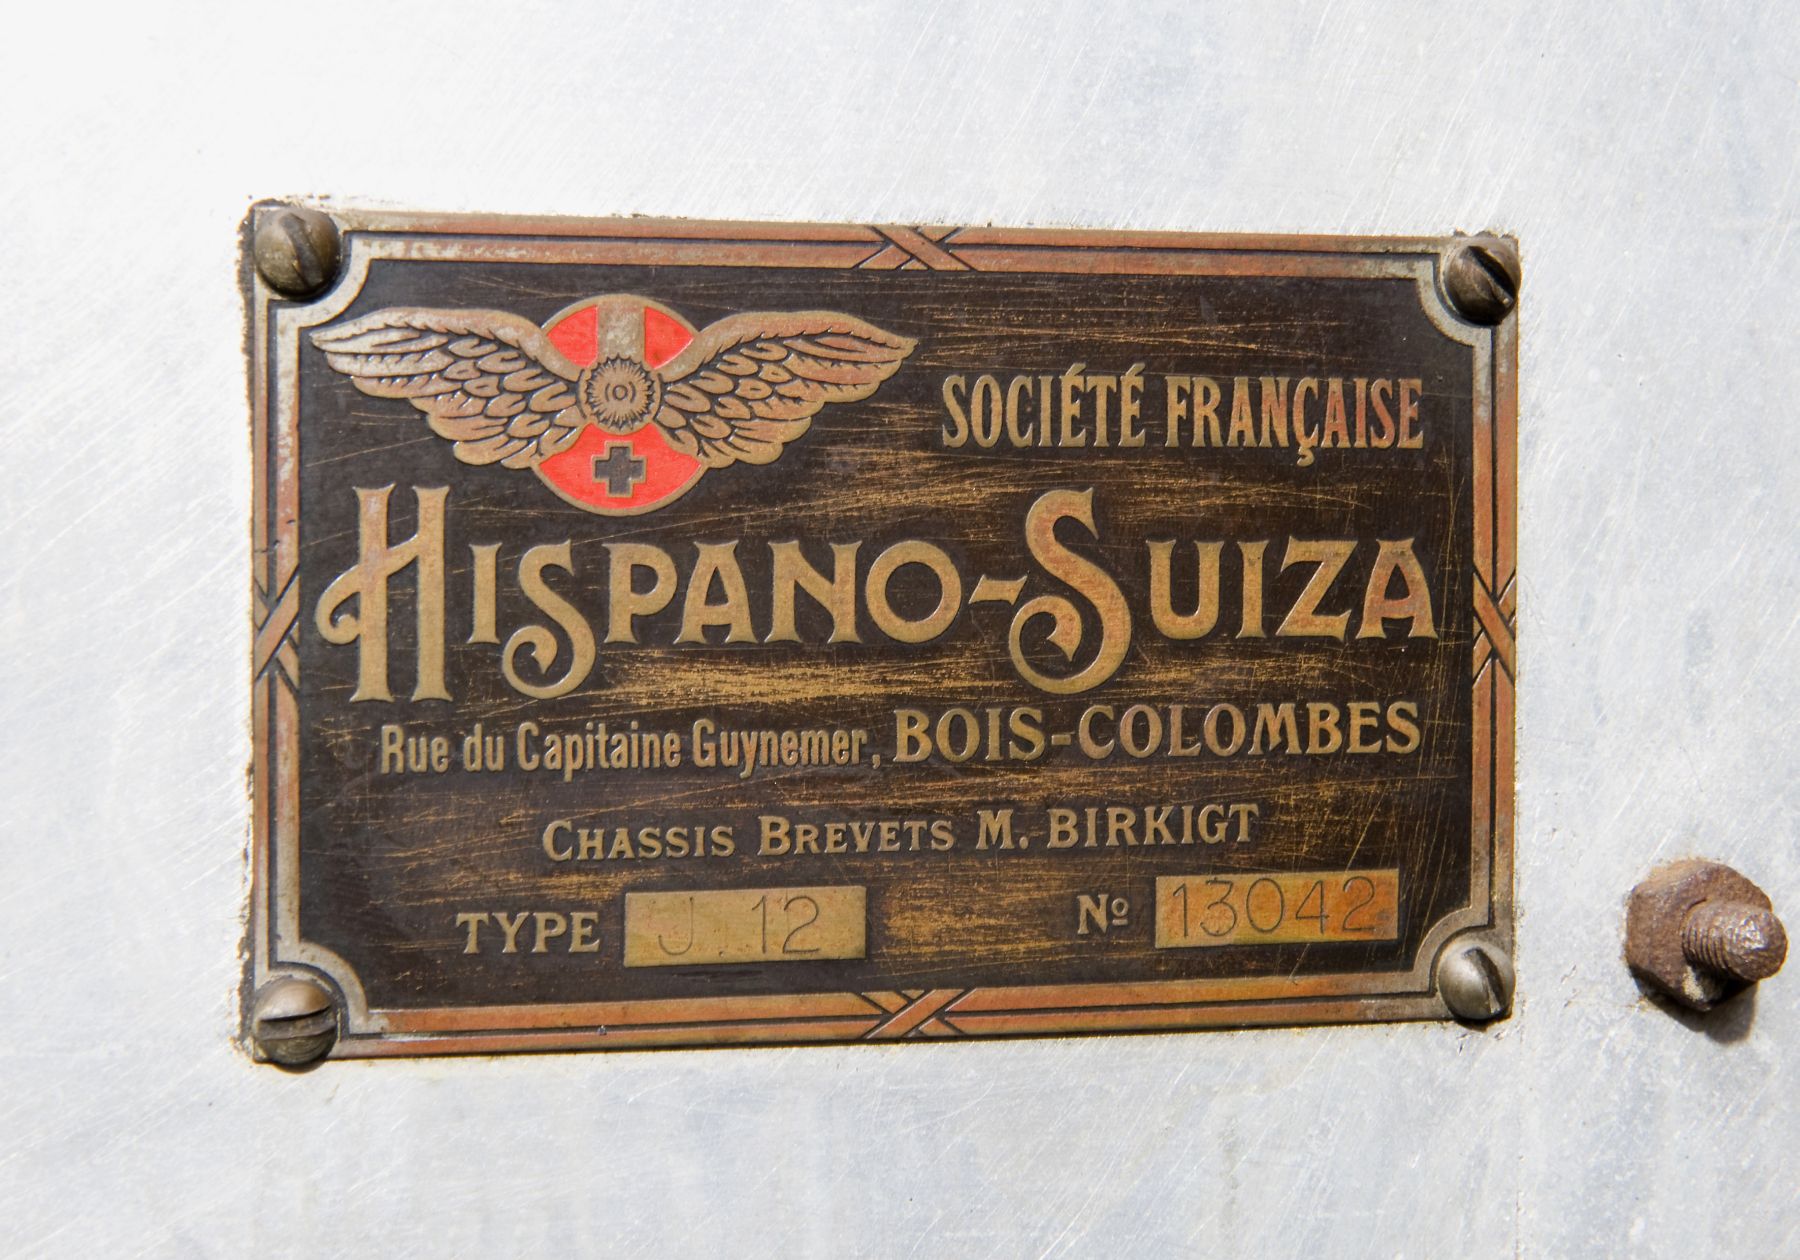 SOCIÉTÉ FRANÇAISE
HISPANO-SUIZA
Rue du Capitaine Guynemer, BOIS-COLOMBES
CHASSIS BREVETS M. BIRKIGT
TYPE J. 12 No 13042